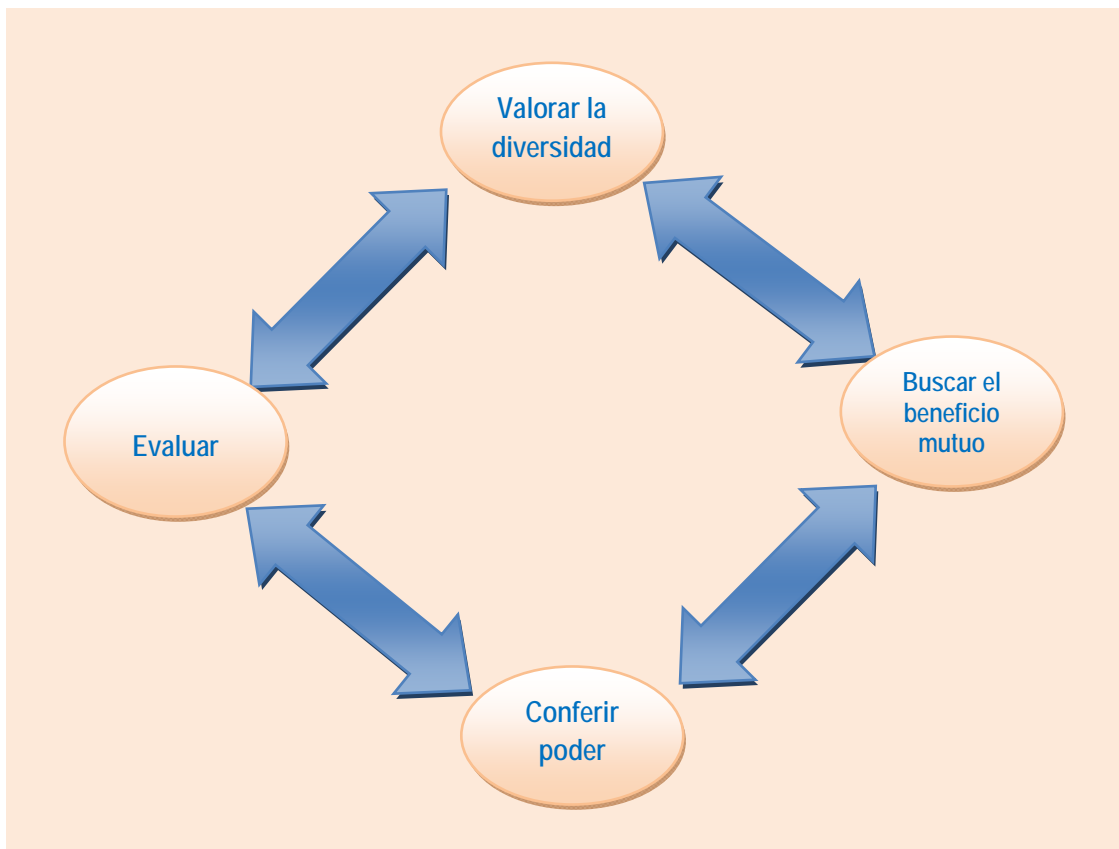 Valorar la
diversidad
Buscar el
beneficio
mutuo
Evaluar
Conferir
poder